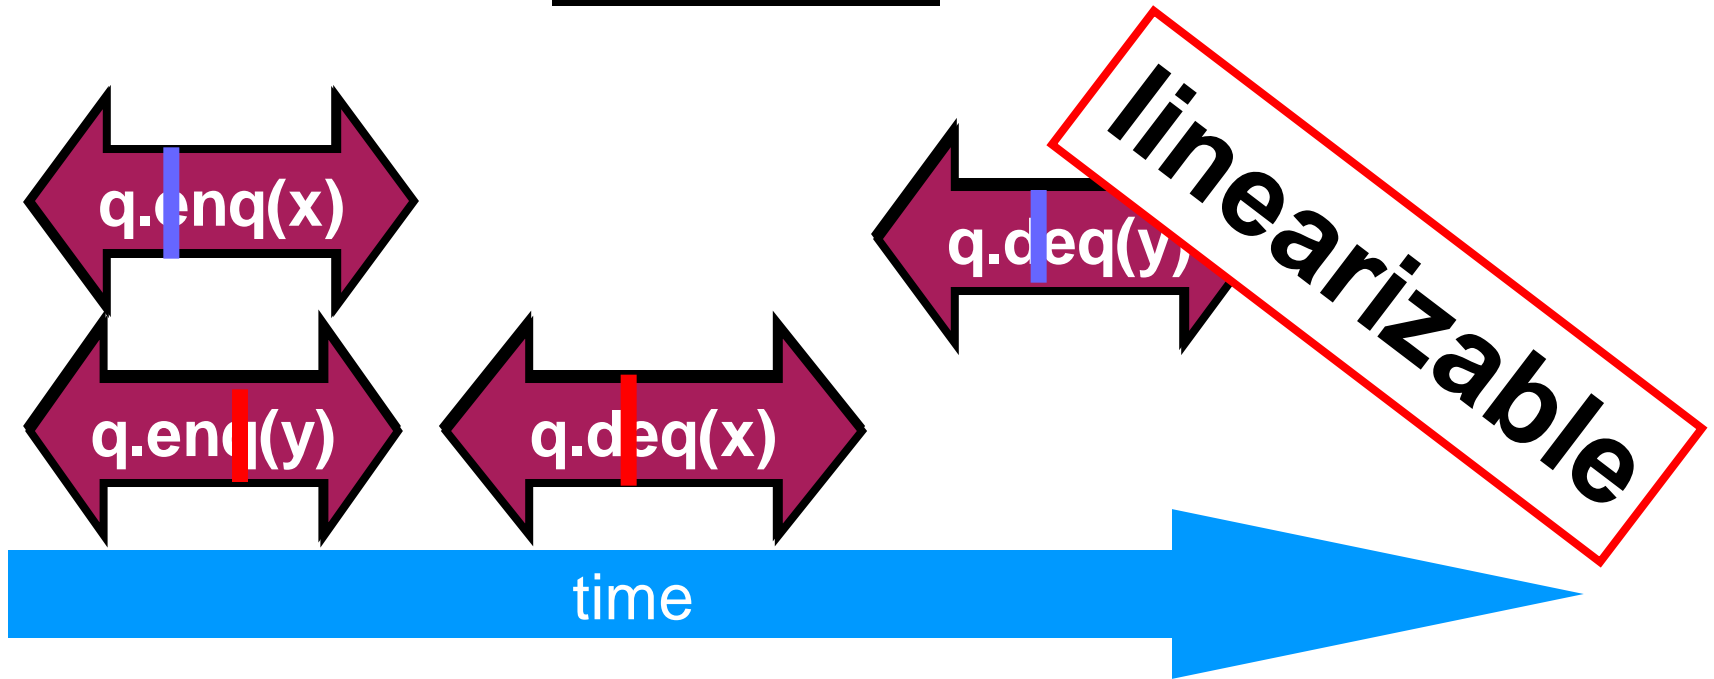 linearizable
q.enq(x)
q.deq(y)
q.enq(y)
q.deq(x)
time